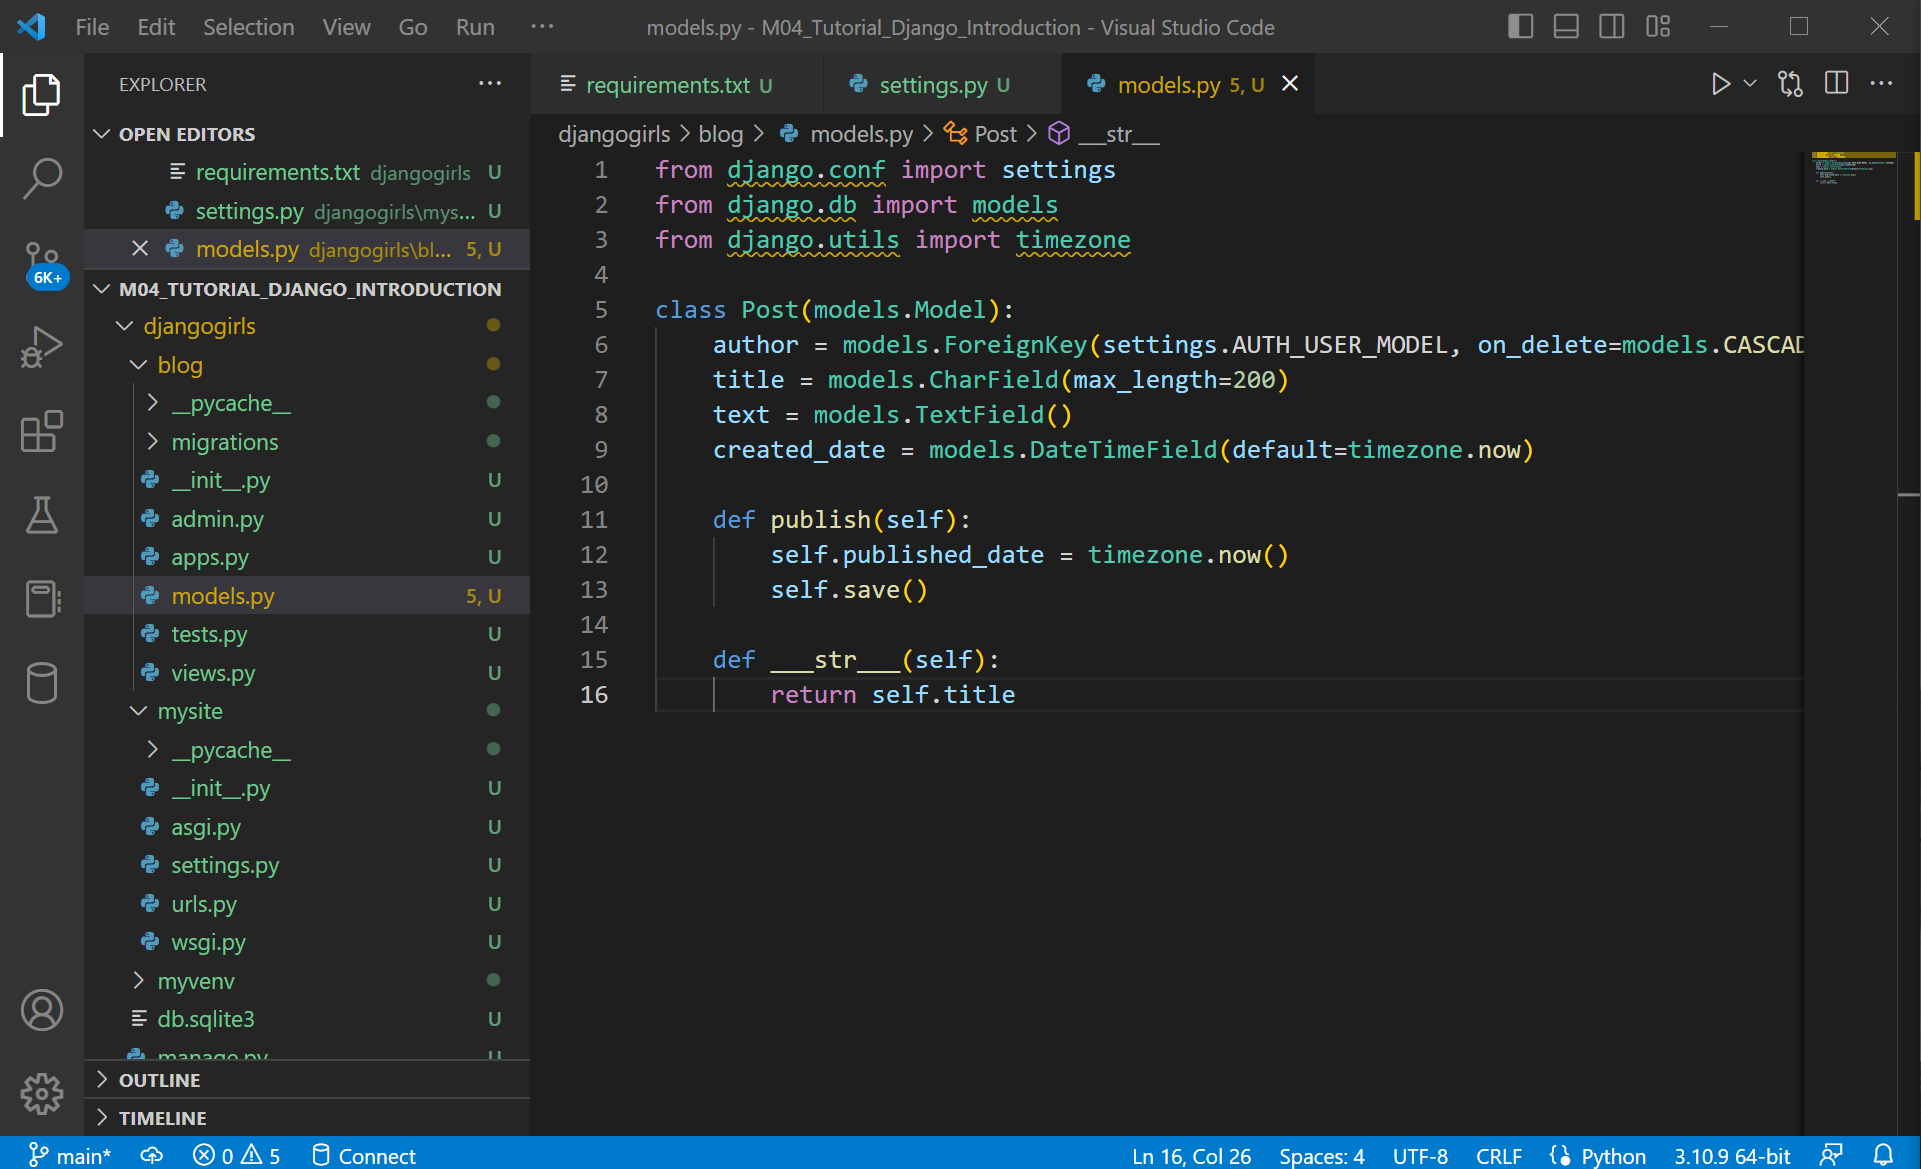 File Edit Selection View Go Run ··· models.py - M04_Tutorial_Django_Introduction - Visual Studio Code
EXPLORER ···
OPEN EDITORS
requirements.txt djangogirls U
settings.py djangogirls\mys... U
models.py djangogirls\bl... 5, U
6K+
M04_TUTORIAL_DJANGO_INTRODUCTION
djangogirls
blog
__pycache__
migrations
__init__.py U
admin.py U
apps.py U
models.py 5, U
tests.py U
views.py U
mysite
__pycache__
__init__.py U
asgi.py U
settings.py U
urls.py U
wsgi.py U
myvenv
db.sqlite3 U
manage.py U
OUTLINE
TIMELINE
requirements.txt U settings.py U models.py 5, U
djangogirls > blog > models.py > Post > ___str___
1 from django.conf import settings
2 from django.db import models
3 from django.utils import timezone
4
5 class Post(models.Model):
6 author = models.ForeignKey(settings.AUTH_USER_MODEL, on_delete=models.CASCAD
7 title = models.CharField(max_length=200)
8 text = models.TextField()
9 created_date = models.DateTimeField(default=timezone.now)
10
11 def publish(self):
12 self.published_date = timezone.now()
13 self.save()
14
15 def ___str___(self):
16 return self.title
main* 0 5 Connect Ln 16, Col 26 Spaces: 4 UTF-8 CRLF Python 3.10.9 64-bit